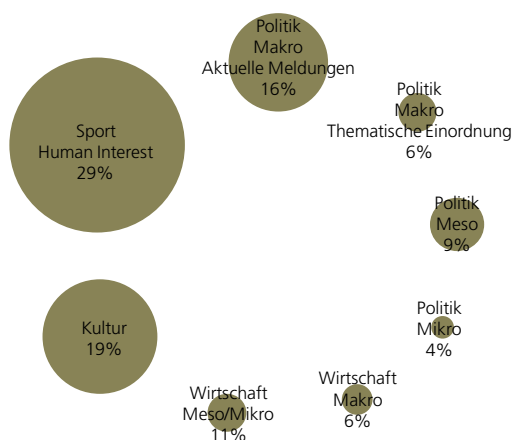 Politik
Makro
Aktuelle Meldungen
16%
Politik
Makro
Thematische Einordnung
6%
Sport
Human Interest
29%
Politik
Meso
9%
Politik
Mikro
4%
Kultur
19%
Wirtschaft
Makro
6%
Wirtschaft
Meso/Mikro
11%